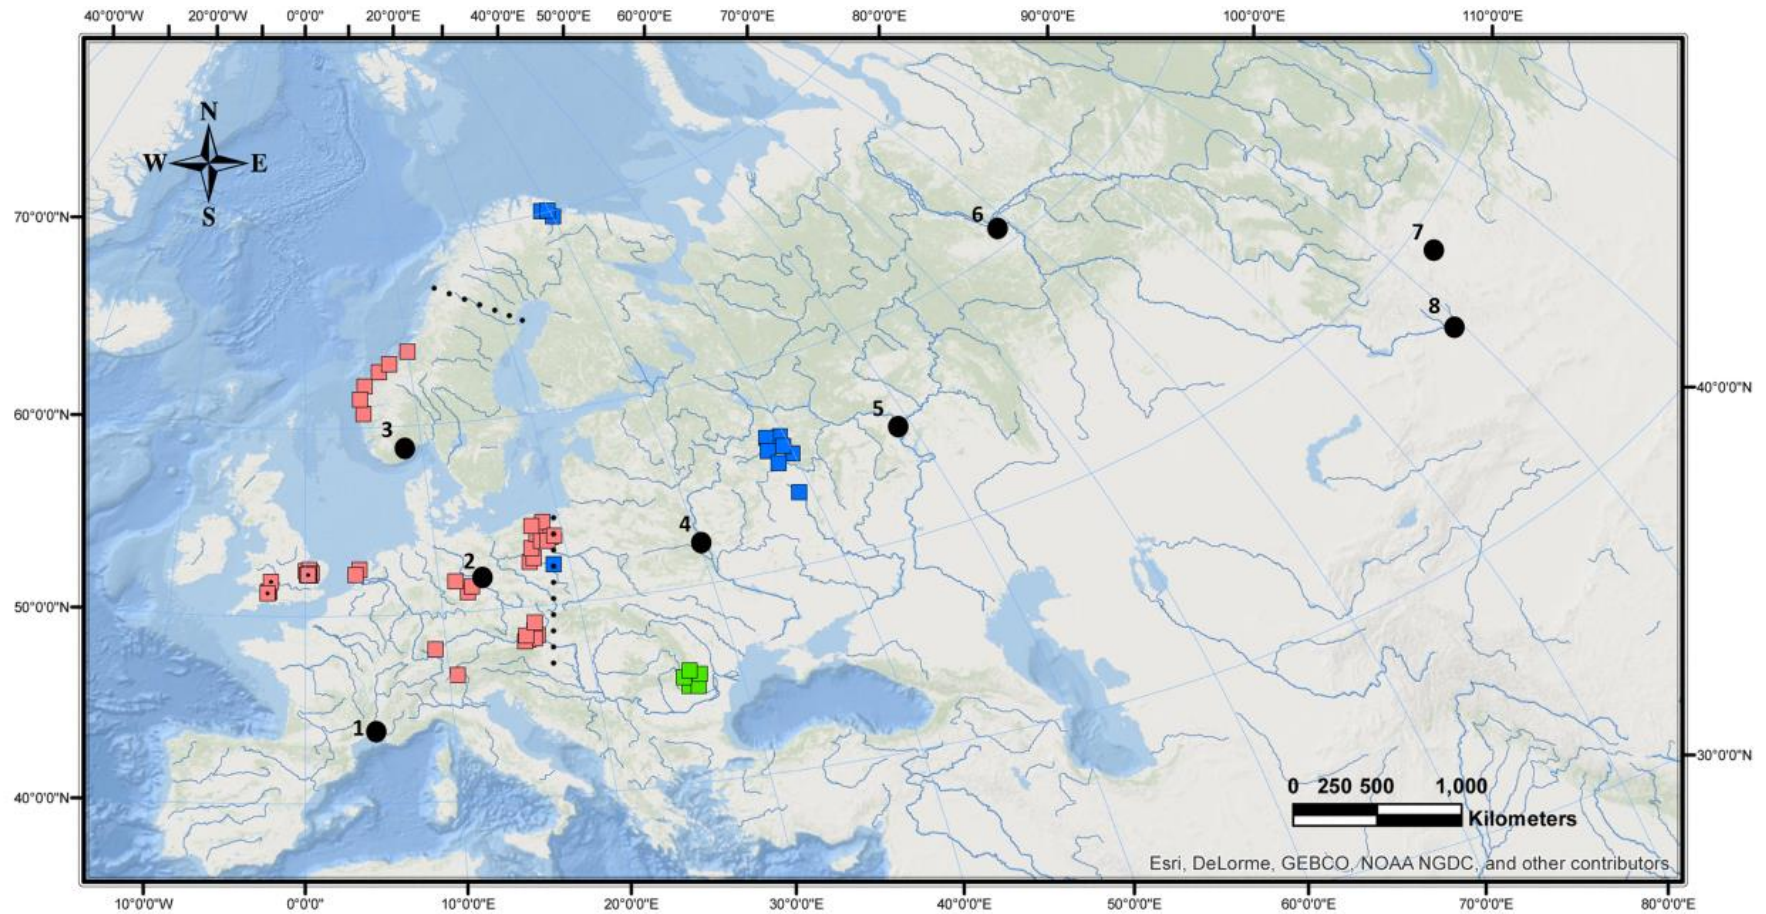 40°0'0"W 20°0'0"W 0°0'0" 20°0'0"E 40°0'0"E 50°0'0"E 60°0'0"E 70°0'0"E 80°0'0"E 90°0'0"E 100°0'0"E 110°0'0"E
N
W E
S
70°0'0"N
6
7
8
40°0'0"N
5
60°0'0"N
3
4
2
50°0'0"N
1
30°0'0"N
0 250 500 1,000
40°0'0"N
Kilometers
Esri, DeLorme, GEBCO, NOAA NGDC, and other contributors
10°0'0"W 0°0'0" 10°0'0"E 20°0'0"E 30°0'0"E 40°0'0"E 50°0'0"E 60°0'0"E 70°0'0"E 80°0'0"E